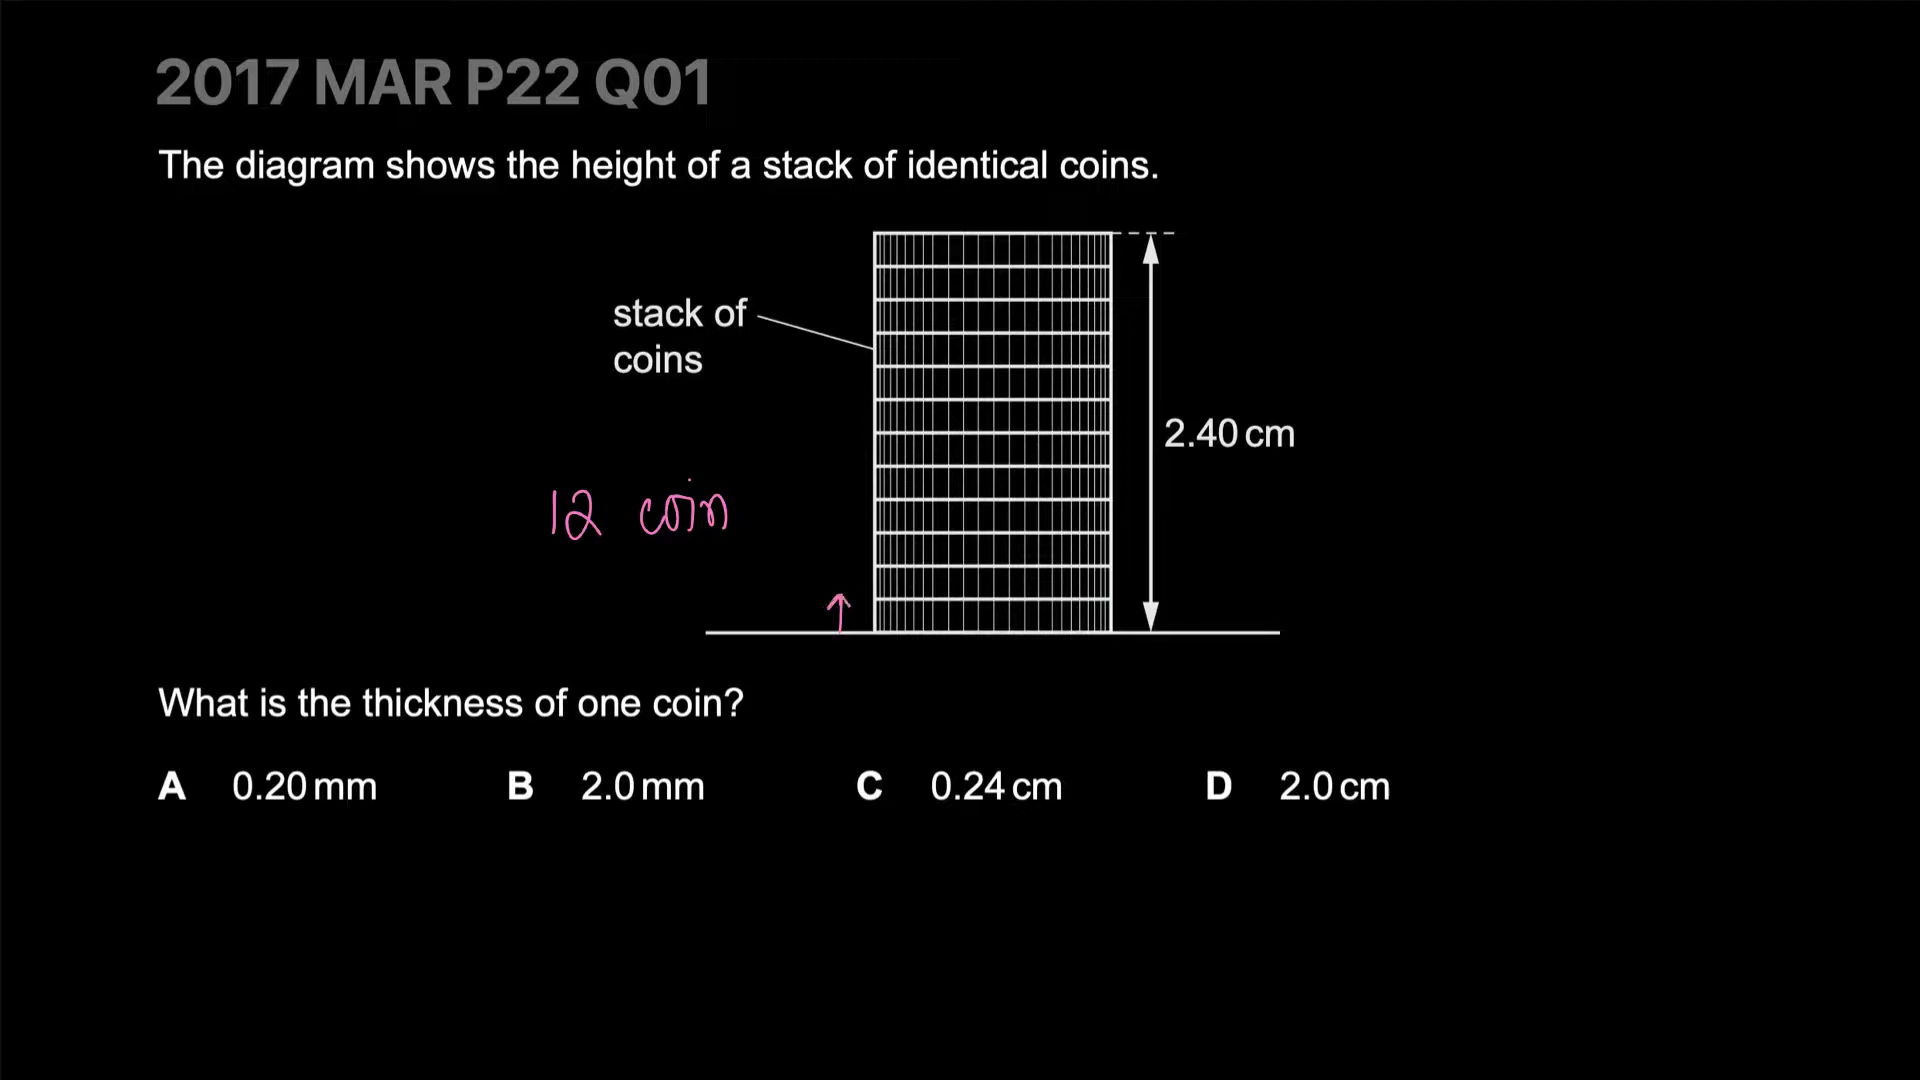 2017 MAR P22 Q01
The diagram shows the height of a stack of identical coins.
stack of
coins
2.40 cm
12 coin
What is the thickness of one coin?
A 0.20 mm B 2.0 mm C 0.24 cm D 2.0 cm